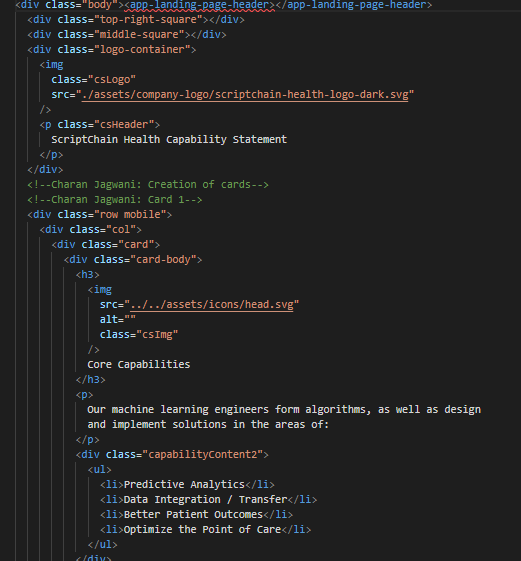 <div class="body"><app-landing-page-header></app-landing-page-header>
<div class="top-right-square"></div>
<div class="middle-square"></div>
<div class="logo-container">
<img
class="csLogo"
src="./assets/company-logo/scriptchain-health-logo-dark.svg"
/>
<p class="csHeader">
ScriptChain Health Capability Statement
</p>
</div>
<!--Charan Jagwani: Creation of cards-->
<!--Charan Jagwani: Card 1-->
<div class="row mobile">
<div class="col">
<div class="card">
<div class="card-body">
<h3>
<img
src="../../assets/icons/head.svg"
alt=""
class="csImg"
/>
Core Capabilities
</h3>
<p>
Our machine learning engineers form algorithms, as well as design
and implement solutions in the areas of:
</p>
<div class="capabilityContent2">
<ul>
<li>Predictive Analytics</li>
<li>Data Integration / Transfer</li>
<li>Better Patient Outcomes</li>
<li>Optimize the Point of Care</li>
</ul>
</div>